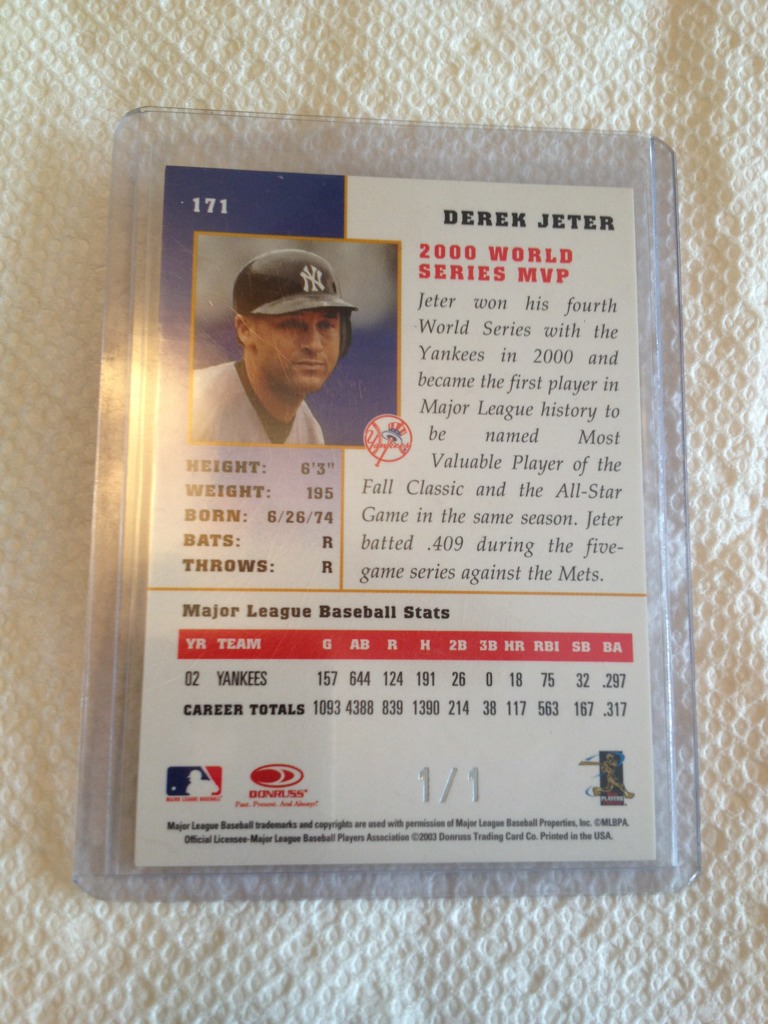 171
DEREK JETER
2000 WORLD
SERIES MVP
Jeter won his fourth
World Series with the
Yankees in 2000 and
became the first player in
Major League history to
be named Most
Valuable Player of the
Fall Classic and the All-Star
Game in the same season. Jeter
batted .409 during the five-
game series against the Mets.
NY
Yankees
HEIGHT: 6'3"
WEIGHT: 195
BORN: 6/26/74
BATS: R
THROWS: R
Major League Baseball Stats
YR TEAM G AB R H 2B 3B HR RBI SB BA
02 YANKEES 157 644 124 191 26 0 18 75 32 .297
CAREER TOTALS 1093 4388 839 1390 214 38 117 563 167 .317
MAJOR LEAGUE BASEBALL
DONRUSS
Past, Present, And Always!
1/1
PLAYERS
Major League Baseball trademarks and copyrights are used with permission of Major League Baseball Properties, Inc. ©MLBPA
Official Licensee-Major League Baseball Players Association ©2003 Donruss Trading Card Co. Printed in the USA.